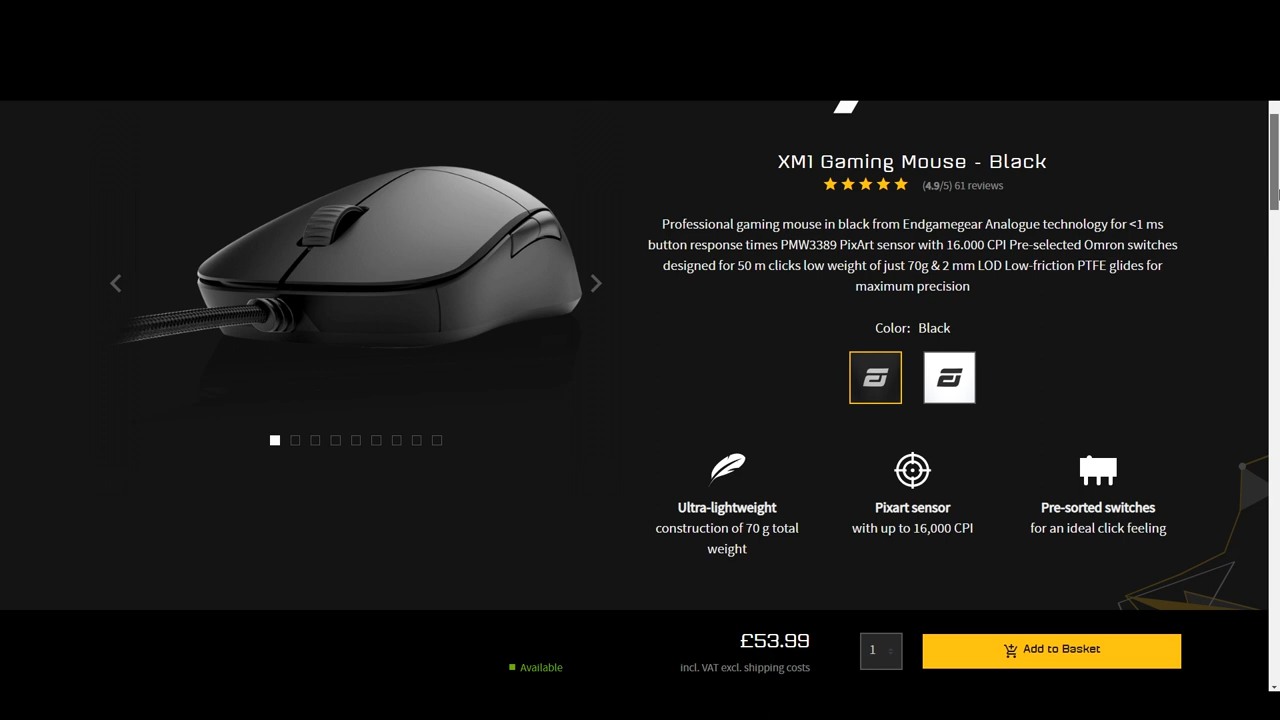 XM1 Gaming Mouse - Black
(4.9/5) 61 reviews
Professional gaming mouse in black from Endgamegear Analogue technology for <1 ms
button response times PMW3389 PixArt sensor with 16.000 CPI Pre-selected Omron switches
designed for 50 m clicks low weight of just 70g & 2 mm LOD Low-friction PTFE glides for
maximum precision
Color: Black
Ultra-lightweight
construction of 70 g total
weight
Pixart sensor
with up to 16,000 CPI
Pre-sorted switches
for an ideal click feeling
Available
£53.99
incl. VAT excl. shipping costs
1
Add to Basket